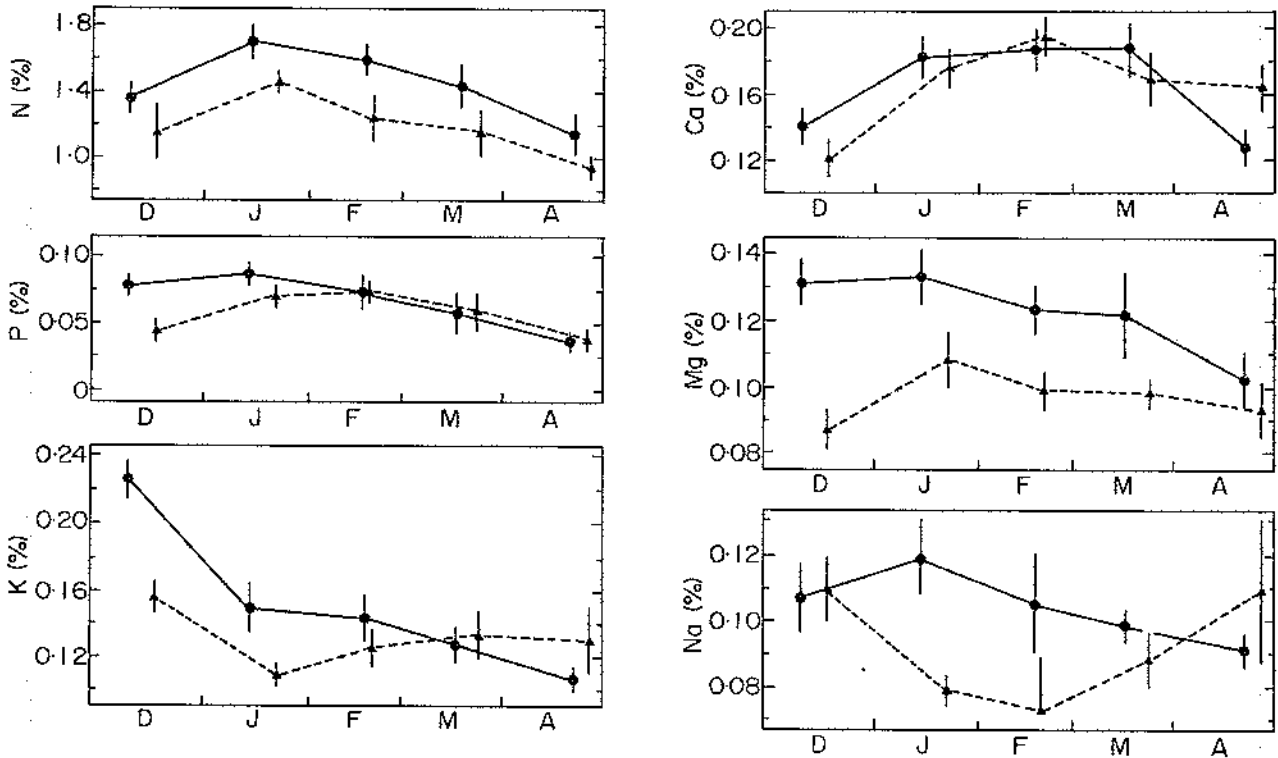 N (%)
1·8
1·4
1·0
D J F M A
P (%)
0·10
0·05
0
D J F M A
K (%)
0·24
0·20
0·16
0·12
D J F M A
Ca (%)
0·20
0·16
0·12
D J F M A
Mg (%)
0·14
0·12
0·10
0·08
D J F M A
Na (%)
0·12
0·10
0·08
D J F M A